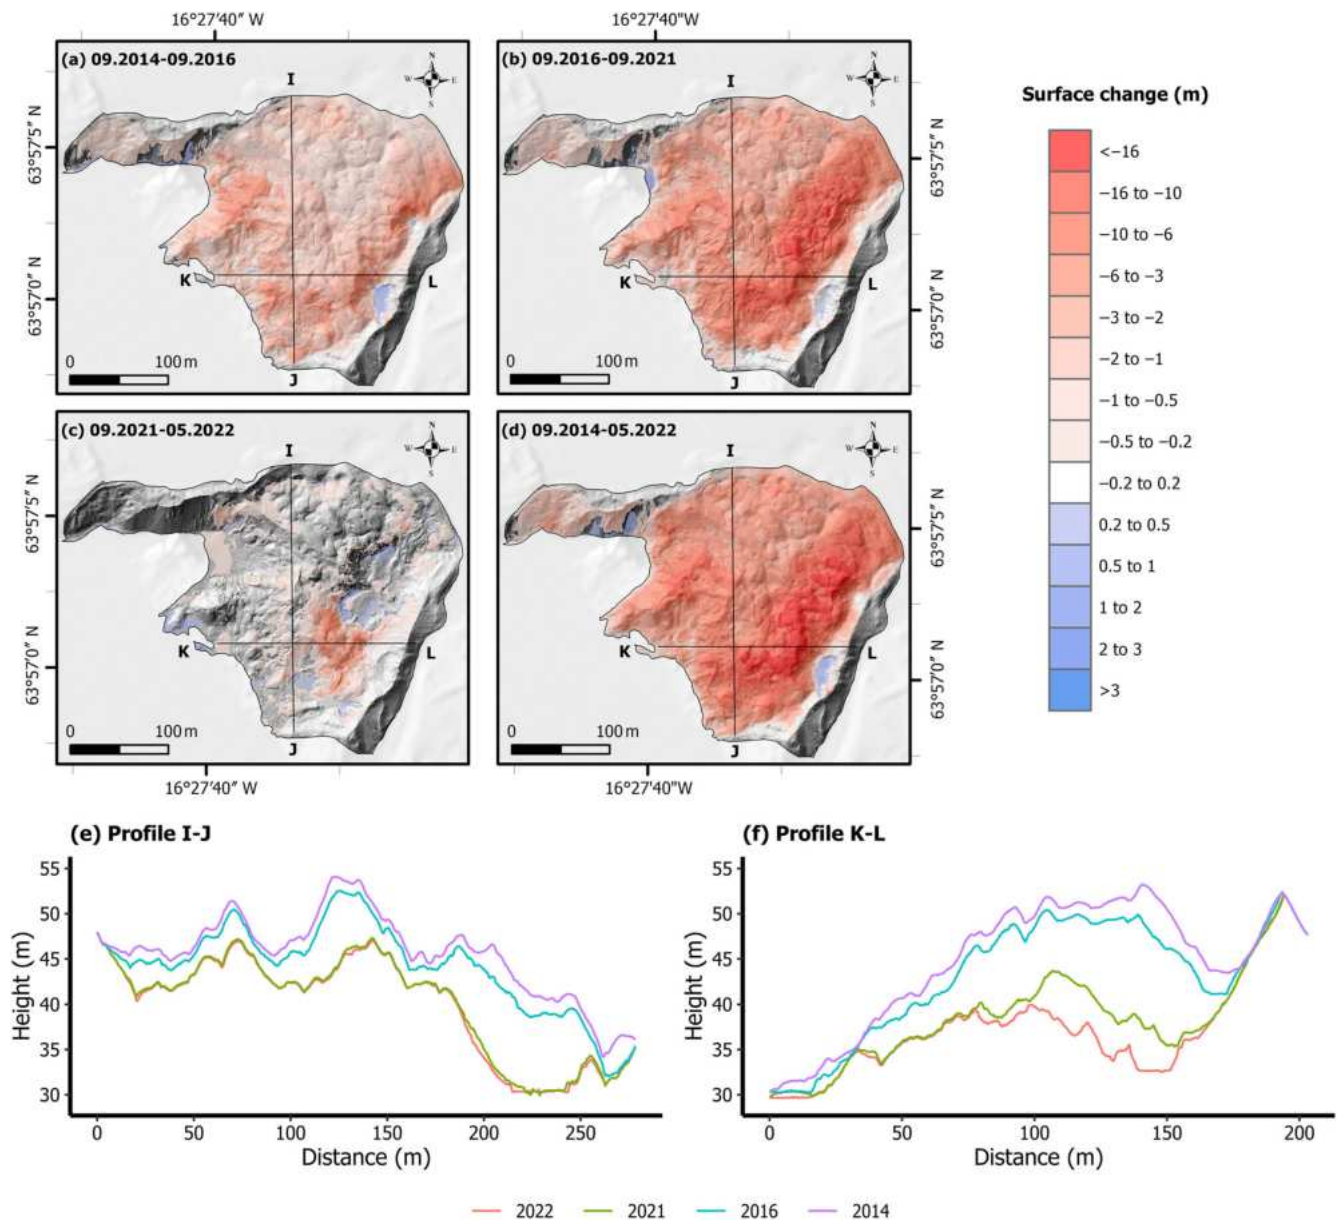 16°27′40″ W
16°27′40″W
(a) 09.2014-09.2016
I
N
W
E
S
63°57′5″ N
63°57′0″ N
K
L
J
0
100 m
(b) 09.2016-09.2021
I
N
W
E
S
63°57′5″ N
63°57′0″ N
K
L
J
0
100 m
Surface change (m)
<−16
−16 to −10
−10 to −6
−6 to −3
−3 to −2
−2 to −1
−1 to −0.5
−0.5 to −0.2
−0.2 to 0.2
0.2 to 0.5
0.5 to 1
1 to 2
2 to 3
>3
(c) 09.2021-05.2022
I
N
W
E
S
63°57′5″ N
63°57′0″ N
K
L
J
0
100 m
(d) 09.2014-05.2022
I
N
W
E
S
63°57′5″ N
63°57′0″ N
K
L
J
0
100 m
16°27′40″ W
16°27′40″W
(e) Profile I-J
Height (m)
55
50
45
40
35
30
0 50 100 150 200 250
Distance (m)
(f) Profile K-L
Height (m)
55
50
45
40
35
30
0 50 100 150 200
Distance (m)
2022 2021 2016 2014